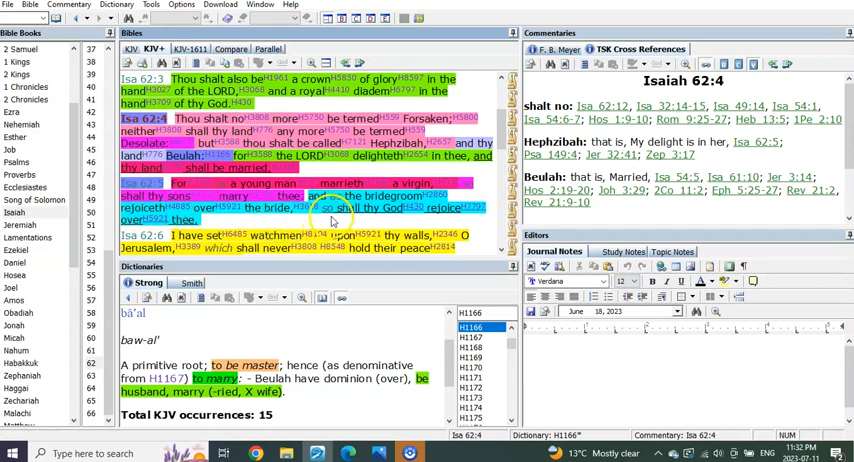 File Bible Edit Dictionary Tools Options Download Window Help
Bible Books
2 Samuel
1 Kings
2 Kings
1 Chronicles
2 Chronicles
Ezra
Nehemiah
Esther
Job
Psalms
Proverbs
Ecclesiastes
Song of Solomon
Isaiah
Jeremiah
Lamentations
Ezekiel
Daniel
Hosea
Joel
Amos
Obadiah
Jonah
Micah
Nahum
Habakkuk
Zephaniah
Haggai
Zechariah
Malachi
37
38
39
40
41
42
43
44
45
46
47
48
49
50
51
52
53
54
55
56
57
58
59
60
61
62
63
64
65
66
Bibles
KJV KJV+ KJV-1611 Compare Parallel
Isa 62:3 Thou shalt also be H1961 a crown H5850 of glory H8597 in the
hand H3027 of the LORD, H3068 and a royal H4410 diadem H6797 in the
hand H3709 of thy God. H430
Isa 62:4 Thou shalt no H3808 more H5750 be termed H559 Forsaken;
neither H3808 shall thy land H776 any more H5750 be termed H559
Desolate: but thou shalt be called H7121 Hephzibah, H2657 and thy
land H776 Beulah: H1166 for H3588 the LORD H3068 delighteth H2654 in thee, and
thy land shall be married.
Isa 62:5 For as a young man marrieth a virgin, so
shall thy sons marry thee: and as the bridegroom H2860
rejoiceth H4885 over H5921 the bride, so shall thy God H430 rejoice H7797
over H5921 thee.
Isa 62:6 I have set H6485 watchmen H8104 upon H5921 thy walls, H2346 O
Jerusalem, H3389 which shall never H3808 H8548 hold their peace H2814
Dictionaries
Strong Smith
H1166
bâ‛al
baw-al'
A primitive root; to be master; hence (as denominative
from H1167) to marry: - Beulah have dominion (over), be
husband, marry (-ried, X wife).
Total KJV occurrences: 15
H1166
H1167
H1168
H1169
H1170
H1171
H1172
H1173
H1174
H1175
Commentaries
F. B. Meyer TSK Cross References
Isaiah 62:4
shalt no: Isa 62:12, Isa 32:14-15, Isa 49:14, Isa 54:1,
Isa 54:6-7, Hos 1:9-10, Rom 9:25-27, Heb 13:5, 1Pe 2:10
Hephzibah: that is, My delight is in her, Isa 62:5;
Psa 149:4; Jer 32:41; Zep 3:17
Beulah: that is, Married, Isa 54:5, Isa 61:10; Jer 3:14;
Hos 2:19-20; Joh 3:29; 2Co 11:2; Eph 5:25-27; Rev 21:2,
Rev 21:9-10
Editors
Journal Notes Study Notes Topic Notes
Verdana 12 B I U A
June 18, 2023
1 2 3 4 5
Isa 62:4 Dictionary: H1166* Commentary: Isa 62:4 NUM
Type here to search
13°C Mostly clear
ENG
11:32 PM
2023-07-11
2